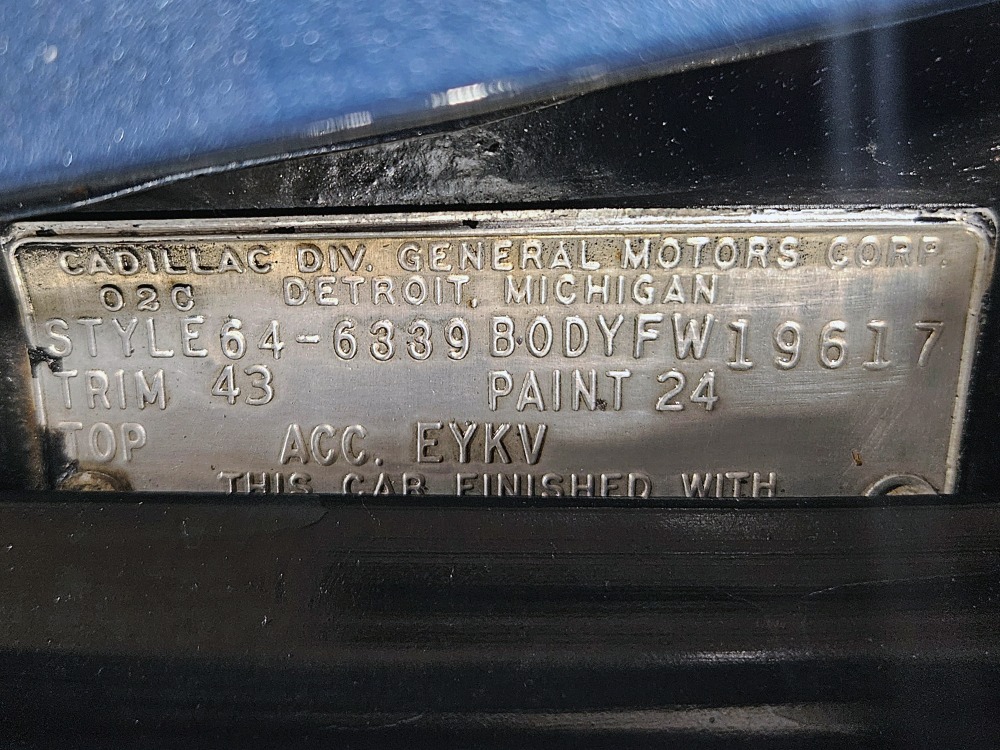 CADILLAC DIV. GENERAL MOTORS CORP.
02C DETROIT, MICHIGAN
STYLE 64-6339 BODY FW 19617
TRIM 43 PAINT 24
TOP ACC. EYKV
THIS CAR FINISHED WITH